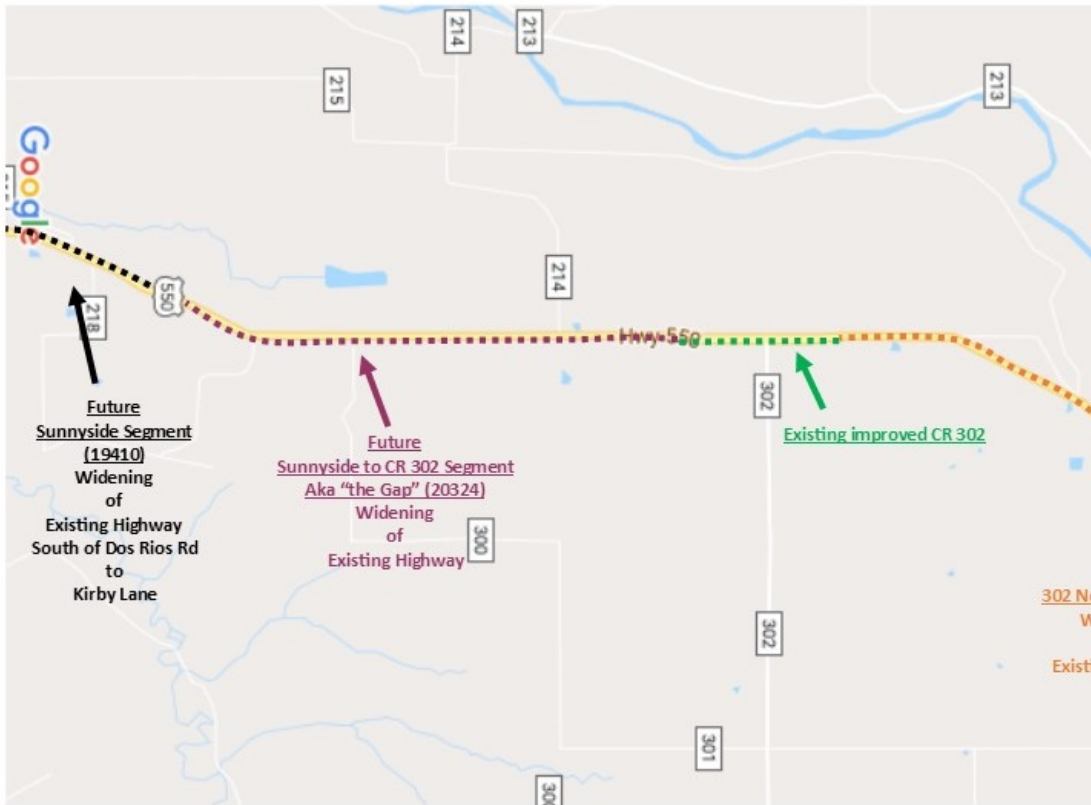 214
213
215
213
Google
550
218
214
Hwy 550
302
Future
Sunnyside Segment
(19410)
Widening
of
Existing Highway
South of Dos Rios Rd
to
Kirby Lane
Future
Sunnyside to CR 302 Segment
Aka “the Gap” (20324)
Widening
of
Existing Highway
Existing improved CR 302
300
302
302 N
W
Exist
301
300